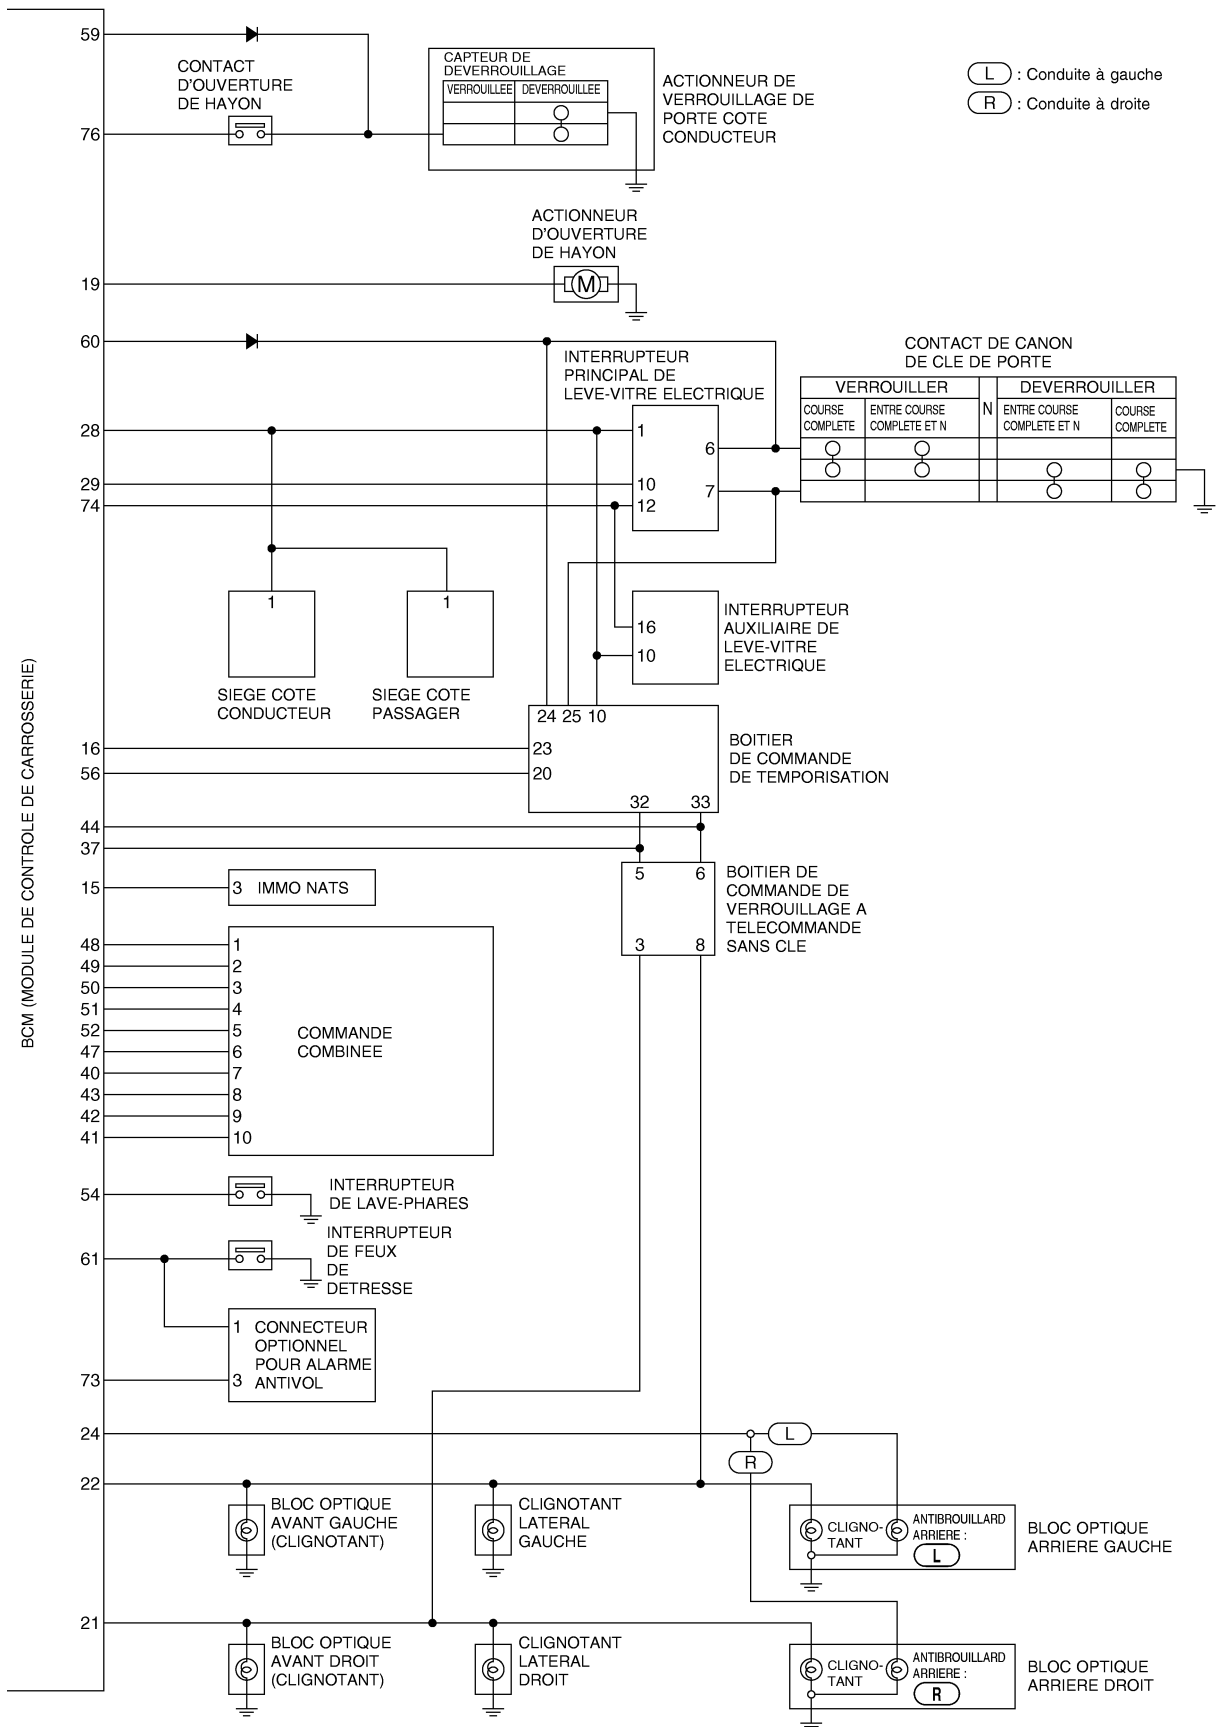 59
CONTACT
D'OUVERTURE
DE HAYON
76
CAPTEUR DE
DEVERROUILLAGE
VERROUILLEE DEVERROUILLEE
ACTIONNEUR DE
VERROUILLAGE DE
PORTE COTE
CONDUCTEUR
L : Conduite à gauche
R : Conduite à droite
ACTIONNEUR
D'OUVERTURE
DE HAYON
19
M
60
INTERRUPTEUR
PRINCIPAL DE
LEVE-VITRE ELECTRIQUE
CONTACT DE CANON
DE CLE DE PORTE
VERROUILLER N DEVERROUILLER
COURSE
COMPLETE
ENTRE COURSE
COMPLETE ET N
ENTRE COURSE
COMPLETE ET N
COURSE
COMPLETE
28
1
6
29
10
7
74
12
1
SIEGE COTE
CONDUCTEUR
1
SIEGE COTE
PASSAGER
16
10
INTERRUPTEUR
AUXILIAIRE DE
LEVE-VITRE
ELECTRIQUE
BCM (MODULE DE CONTROLE DE CARROSSERIE)
24 25 10
16
23
56
20
32 33
BOITIER
DE COMMANDE
DE TEMPORISATION
44
37
5 6
3 8
BOITIER DE
COMMANDE DE
VERROUILLAGE A
TELECOMMANDE
SANS CLE
15
3 IMMO NATS
48 1
49 2
50 3
51 4
52 5
47 6
40 7
43 8
42 9
41 10
COMMANDE
COMBINEE
54
INTERRUPTEUR
DE LAVE-PHARES
61
INTERRUPTEUR
DE FEUX
DE
DETRESSE
1 CONNECTEUR
OPTIONNEL
POUR ALARME
3 ANTIVOL
73
24
L
R
22
BLOC OPTIQUE
AVANT GAUCHE
(CLIGNOTANT)
CLIGNOTANT
LATERAL
GAUCHE
CLIGNO-
TANT
ANTIBROUILLARD
ARRIERE :
L
BLOC OPTIQUE
ARRIERE GAUCHE
21
BLOC OPTIQUE
AVANT DROIT
(CLIGNOTANT)
CLIGNOTANT
LATERAL
DROIT
CLIGNO-
TANT
ANTIBROUILLARD
ARRIERE :
R
BLOC OPTIQUE
ARRIERE DROIT